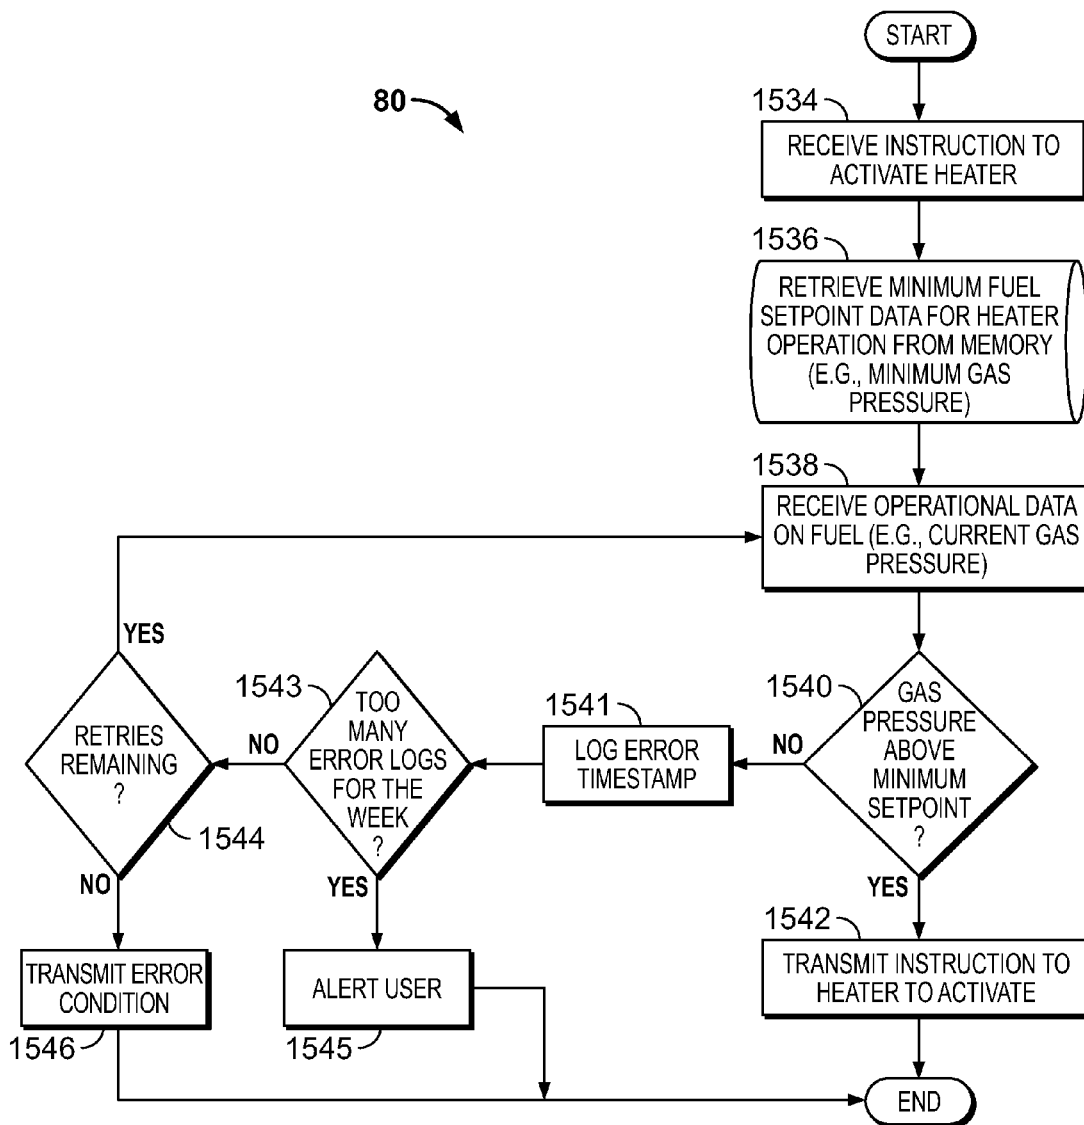 START
80
1534
RECEIVE INSTRUCTION TO
ACTIVATE HEATER
1536
RETRIEVE MINIMUM FUEL
SETPOINT DATA FOR HEATER
OPERATION FROM MEMORY
(E.G., MINIMUM GAS
PRESSURE)
1538
RECEIVE OPERATIONAL DATA
ON FUEL (E.G., CURRENT GAS
PRESSURE)
1540
GAS
PRESSURE
ABOVE
MINIMUM
SETPOINT
?
NO
YES
1541
LOG ERROR
TIMESTAMP
1543
TOO
MANY
ERROR LOGS
FOR THE
WEEK
?
NO
YES
YES
RETRIES
REMAINING
?
1544
NO
TRANSMIT ERROR
CONDITION
1546
ALERT USER
1545
1542
TRANSMIT INSTRUCTION TO
HEATER TO ACTIVATE
END